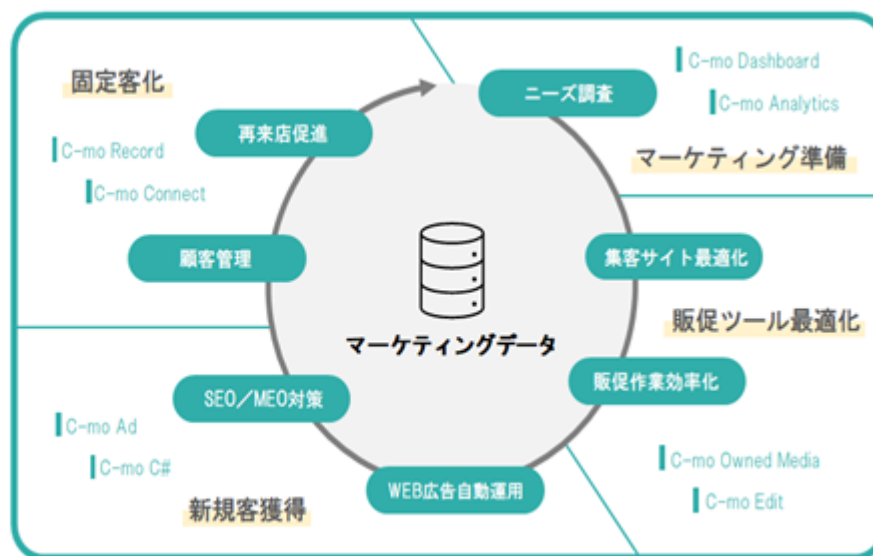 固定客化
再来店促進
C-mo Record
C-mo Connect
顧客管理
ニーズ調査
C-mo Dashboard
C-mo Analytics
マーケティング準備
集客サイト最適化
販促ツール最適化
販促作業効率化
C-mo Owned Media
C-mo Edit
マーケティングデータ
SEO／MEO対策
C-mo Ad
C-mo C#
新規客獲得
WEB広告自動運用